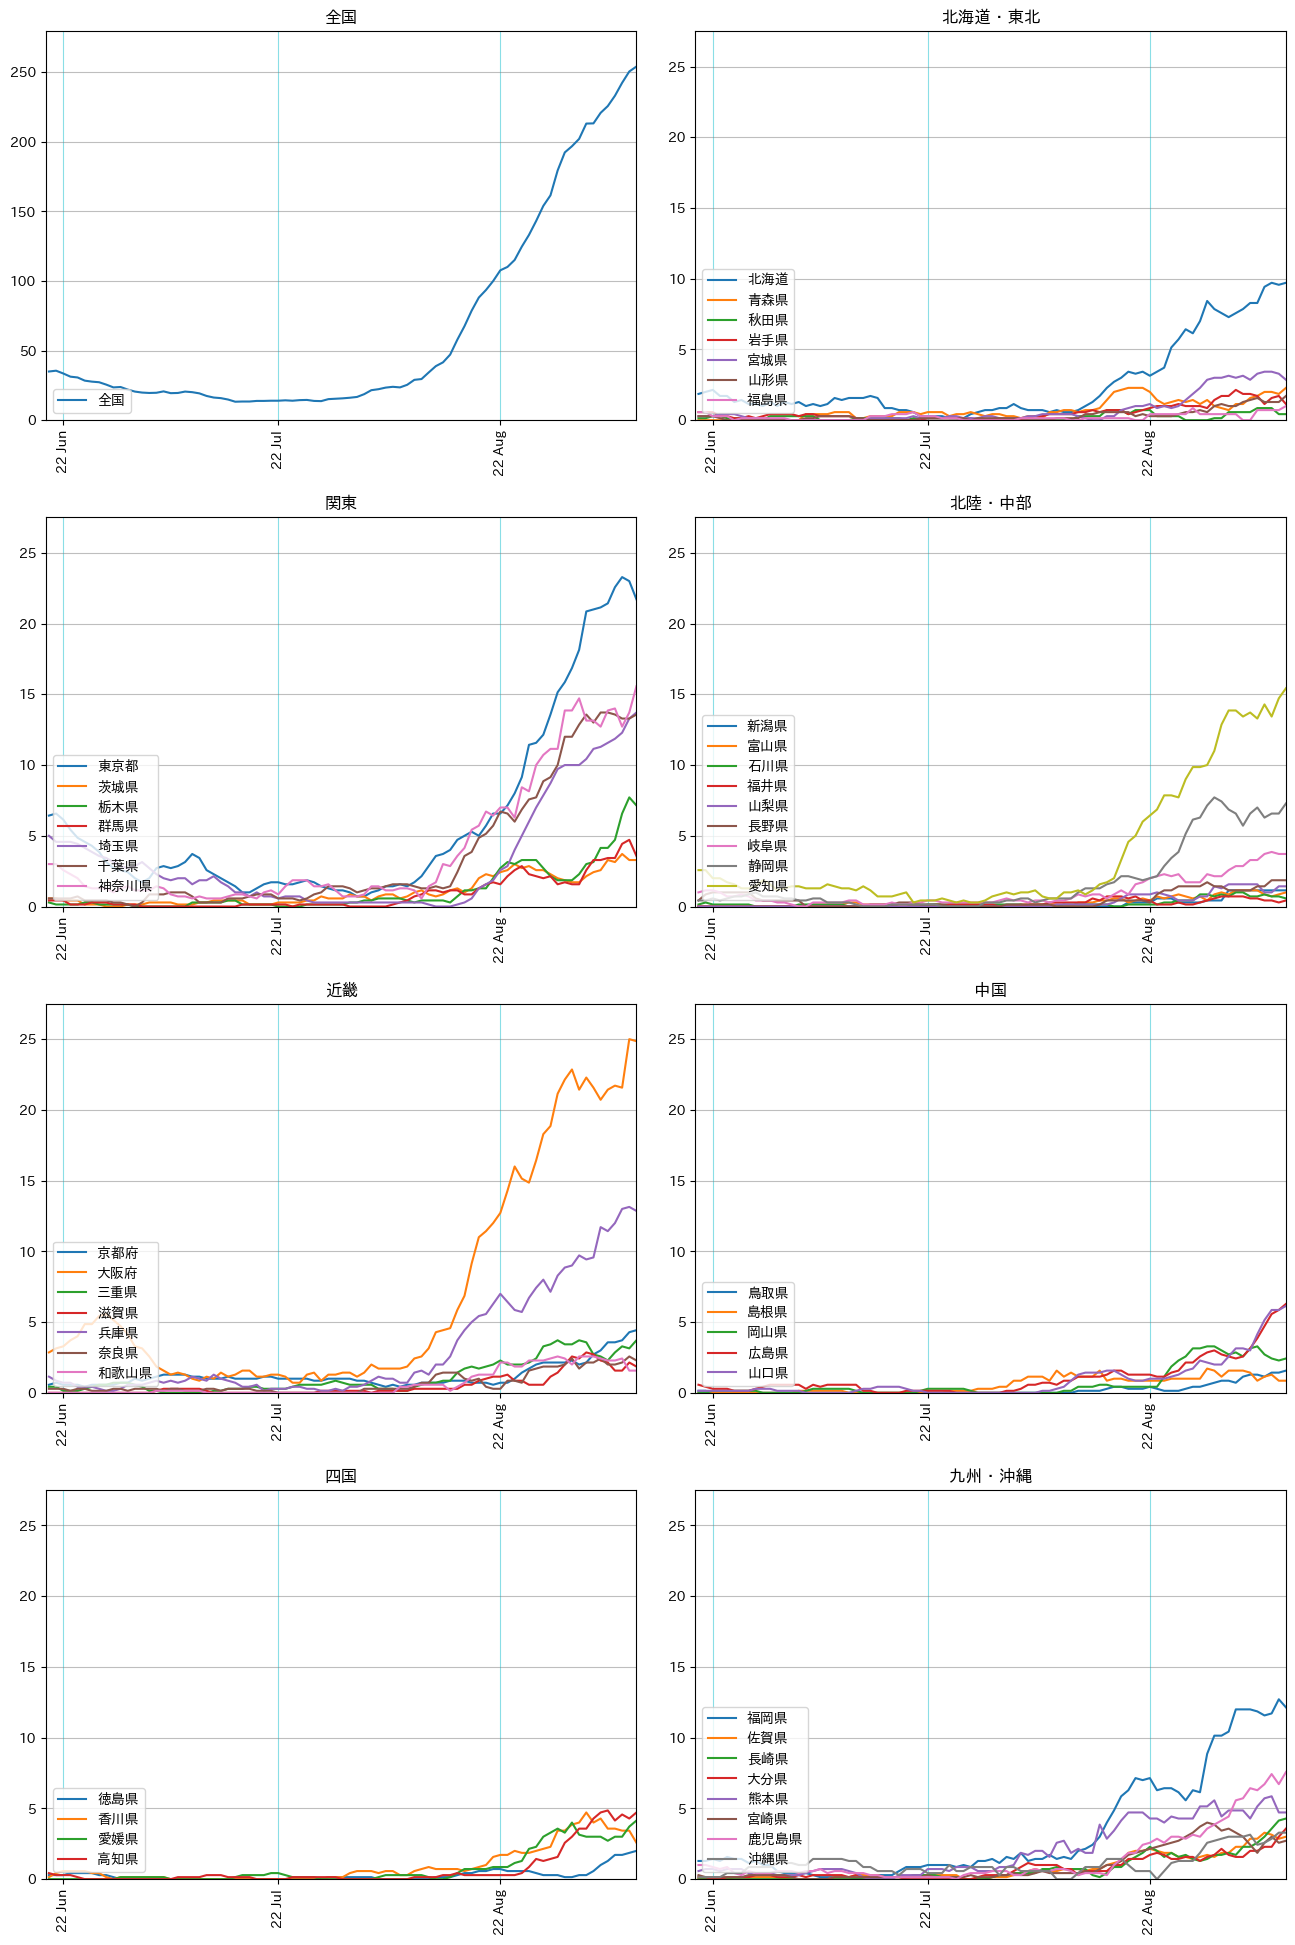 全国
250
200
150
100
50
0
全国
22 Jun
22 Jul
22 Aug
北海道・東北
25
20
15
10
5
0
北海道
青森県
秋田県
岩手県
宮城県
山形県
福島県
22 Jun
22 Jul
22 Aug
関東
25
20
15
10
5
0
東京都
茨城県
栃木県
群馬県
埼玉県
千葉県
神奈川県
22 Jun
22 Jul
22 Aug
北陸・中部
25
20
15
10
5
0
新潟県
富山県
石川県
福井県
山梨県
長野県
岐阜県
静岡県
愛知県
22 Jun
22 Jul
22 Aug
近畿
25
20
15
10
5
0
京都府
大阪府
三重県
滋賀県
兵庫県
奈良県
和歌山県
22 Jun
22 Jul
22 Aug
中国
25
20
15
10
5
0
鳥取県
島根県
岡山県
広島県
山口県
22 Jun
22 Jul
22 Aug
四国
25
20
15
10
5
0
徳島県
香川県
愛媛県
高知県
22 Jun
22 Jul
22 Aug
九州・沖縄
25
20
15
10
5
0
福岡県
佐賀県
長崎県
大分県
熊本県
宮崎県
鹿児島県
沖縄県
22 Jun
22 Jul
22 Aug